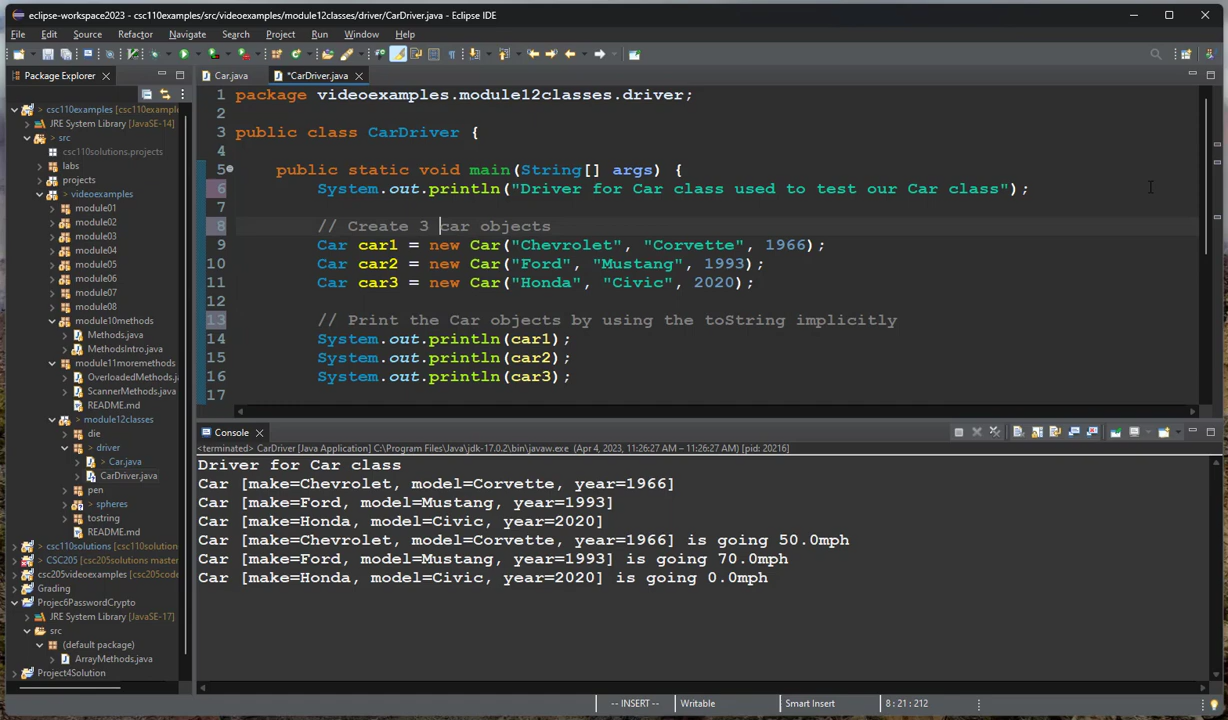 eclipse-workspace2023 - csc110examples/src/videoexamples/module12classes/driver/CarDriver.java - Eclipse IDE
File Edit Source Refactor Navigate Search Project Run Window Help
Package Explorer
csc110examples [csc110example
JRE System Library [JavaSE-14]
src
csc110solutions.projects
labs
projects
videoexamples
module01
module02
module03
module04
module05
module06
module07
module08
module10methods
Methods.java
MethodsIntro.java
module11moremethods
OverloadedMethods.j
ScannerMethods.java
README.md
module12classes
die
driver
Car.java
CarDriver.java
pen
spheres
tostring
README.md
csc110solutions [csc110solution
CSC205 [csc205solutions master
csc205videoexamples [csc205code
Grading
Projec6PasswordCrypto
JRE System Library [JavaSE-17]
src
(default package)
ArrayMethods.java
Project4Solution
Car.java *CarDriver.java
1 package videoexamples.module12classes.driver;
2
3 public class CarDriver {
4
5 public static void main(String[] args) {
6 System.out.println("Driver for Car class used to test our Car class");
7
8 // Create 3 car objects
9 Car car1 = new Car("Chevrolet", "Corvette", 1966);
10 Car car2 = new Car("Ford", "Mustang", 1993);
11 Car car3 = new Car("Honda", "Civic", 2020);
12
13 // Print the Car objects by using the toString implicitly
14 System.out.println(car1);
15 System.out.println(car2);
16 System.out.println(car3);
17
Console
<terminated> CarDriver [Java Application] C:\Program Files\Java\jdk-17.0.2\bin\javaw.exe (Apr 4, 2023, 11:26:27 AM – 11:26:27 AM) [pid: 20216]
Driver for Car class
Car [make=Chevrolet, model=Corvette, year=1966]
Car [make=Ford, model=Mustang, year=1993]
Car [make=Honda, model=Civic, year=2020]
Car [make=Chevrolet, model=Corvette, year=1966] is going 50.0mph
Car [make=Ford, model=Mustang, year=1993] is going 70.0mph
Car [make=Honda, model=Civic, year=2020] is going 0.0mph
-- INSERT -- Writable Smart Insert 8 : 21 : 212